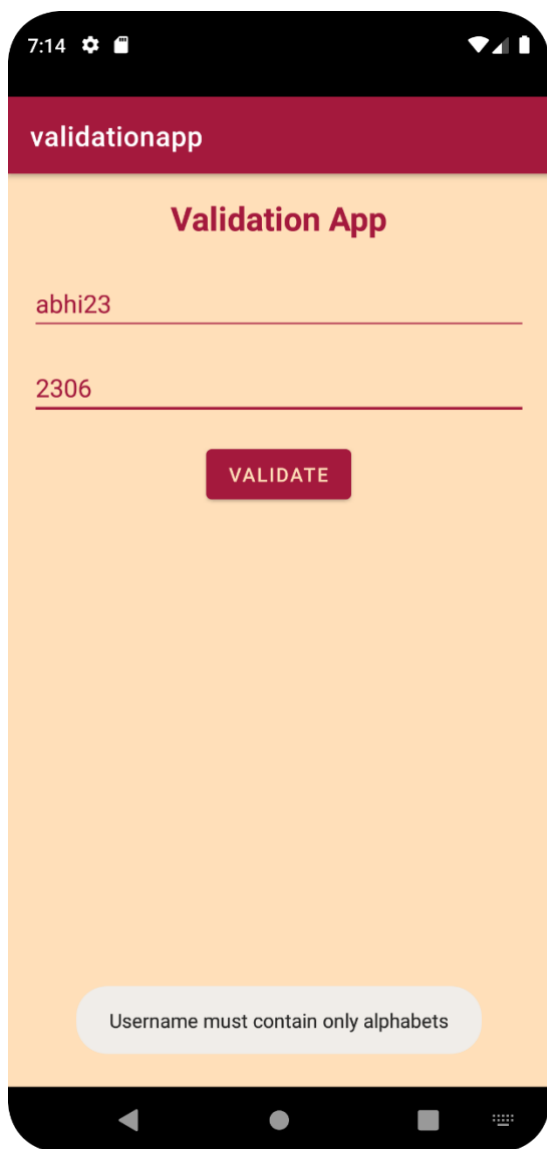 7:14
validationapp
Validation App
abhi23
2306
VALIDATE
Username must contain only alphabets